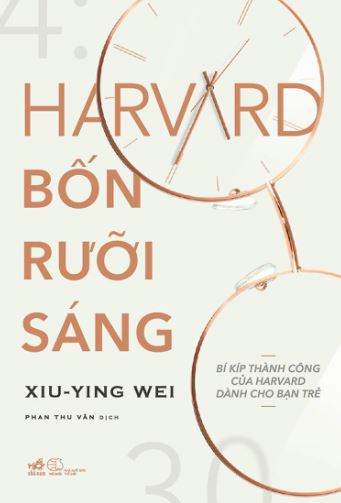 4:
HARVARD
BỐN
RƯỠI
SÁNG
BÍ KÍP THÀNH CÔNG
CỦA HARVARD
DÀNH CHO BẠN TRẺ
XIU-YING WEI
PHAN THU VÂN DỊCH
30